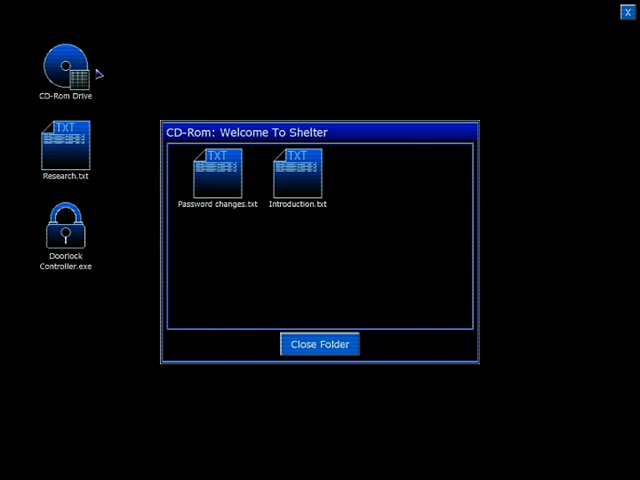 X
CD-Rom Drive
TXT
Research.txt
Doorlock
Controller.exe
CD-Rom: Welcome To Shelter
TXT
TXT
Password changes.txt
Introduction.txt
Close Folder